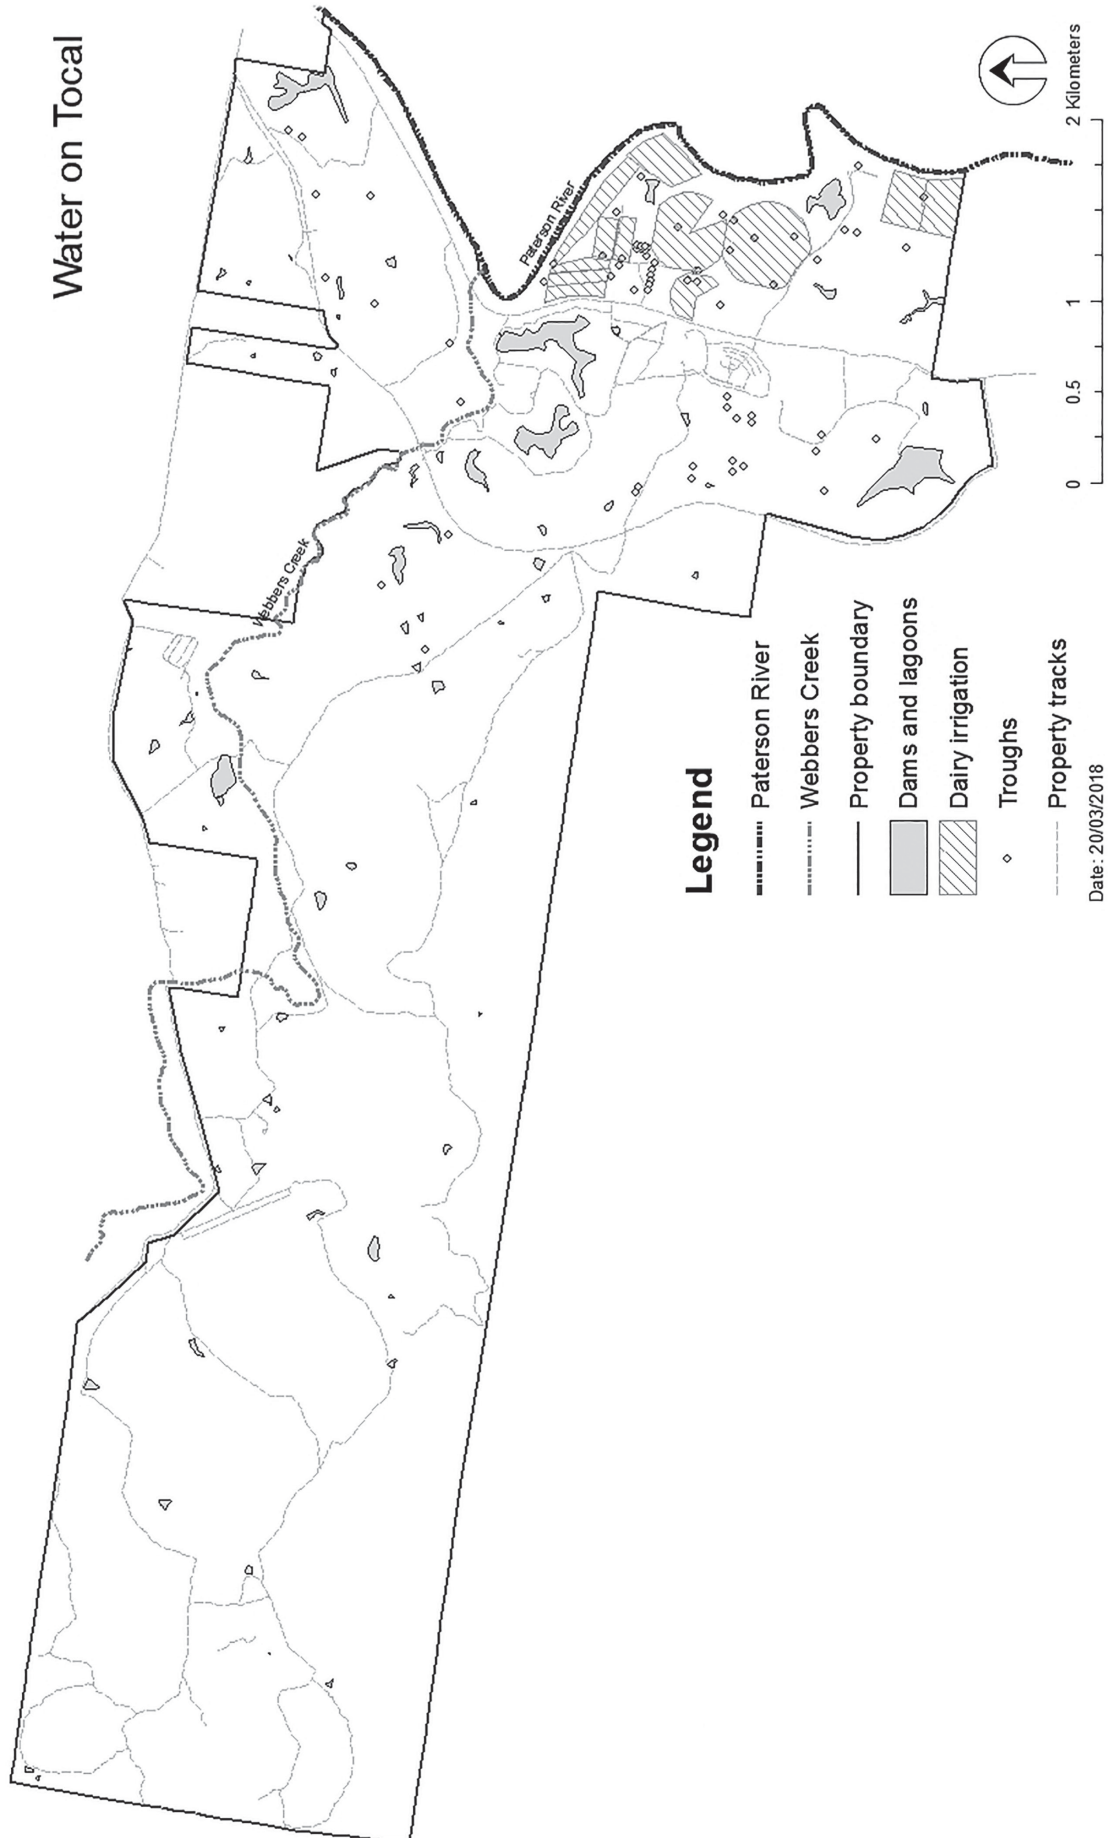 Water on Tocal
Paterson River
Webbers Creek
Legend
Paterson River
Webbers Creek
Property boundary
Dams and lagoons
Dairy irrigation
Troughs
Property tracks
Date: 20/03/2018
0 0.5 1 2 Kilometers